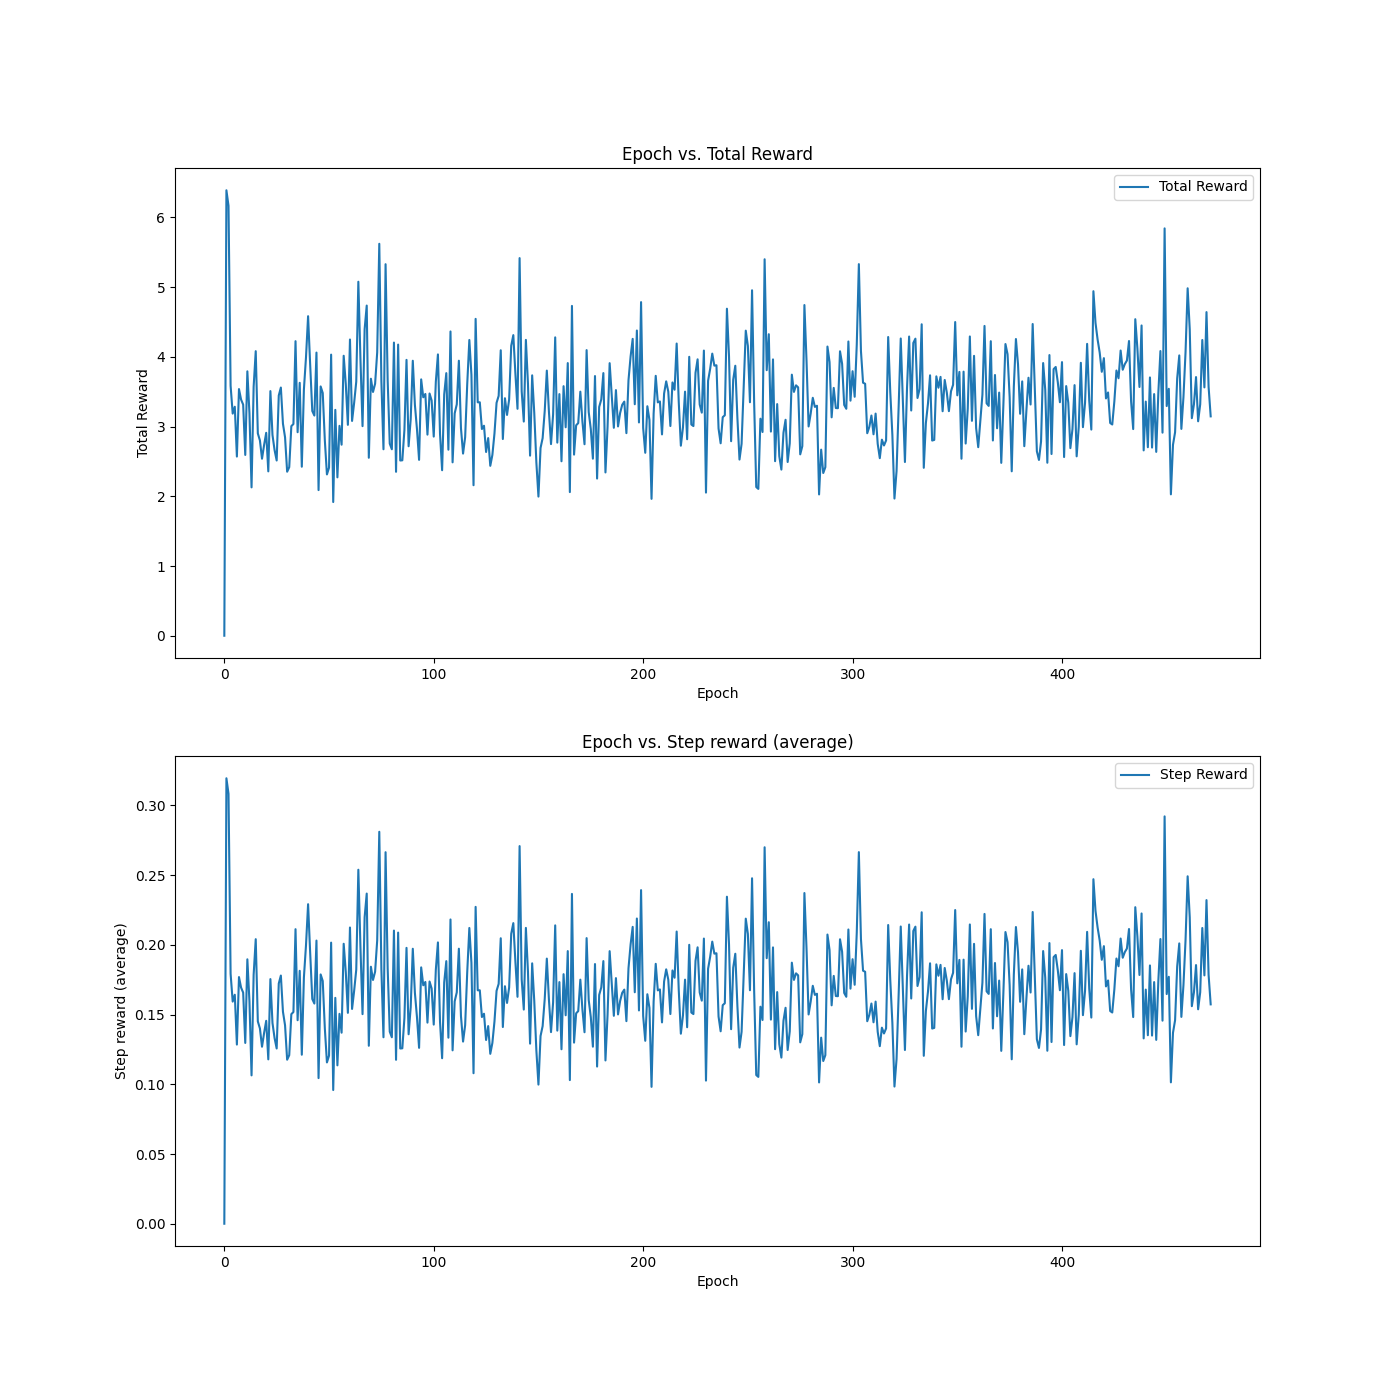 Epoch vs. Total Reward
Total Reward
6
5
4
3
2
1
0
Total Reward
0 100 200 300 400
Epoch
Epoch vs. Step reward (average)
Step Reward
0.30
0.25
0.20
0.15
0.10
0.05
0.00
Step reward (average)
0 100 200 300 400
Epoch